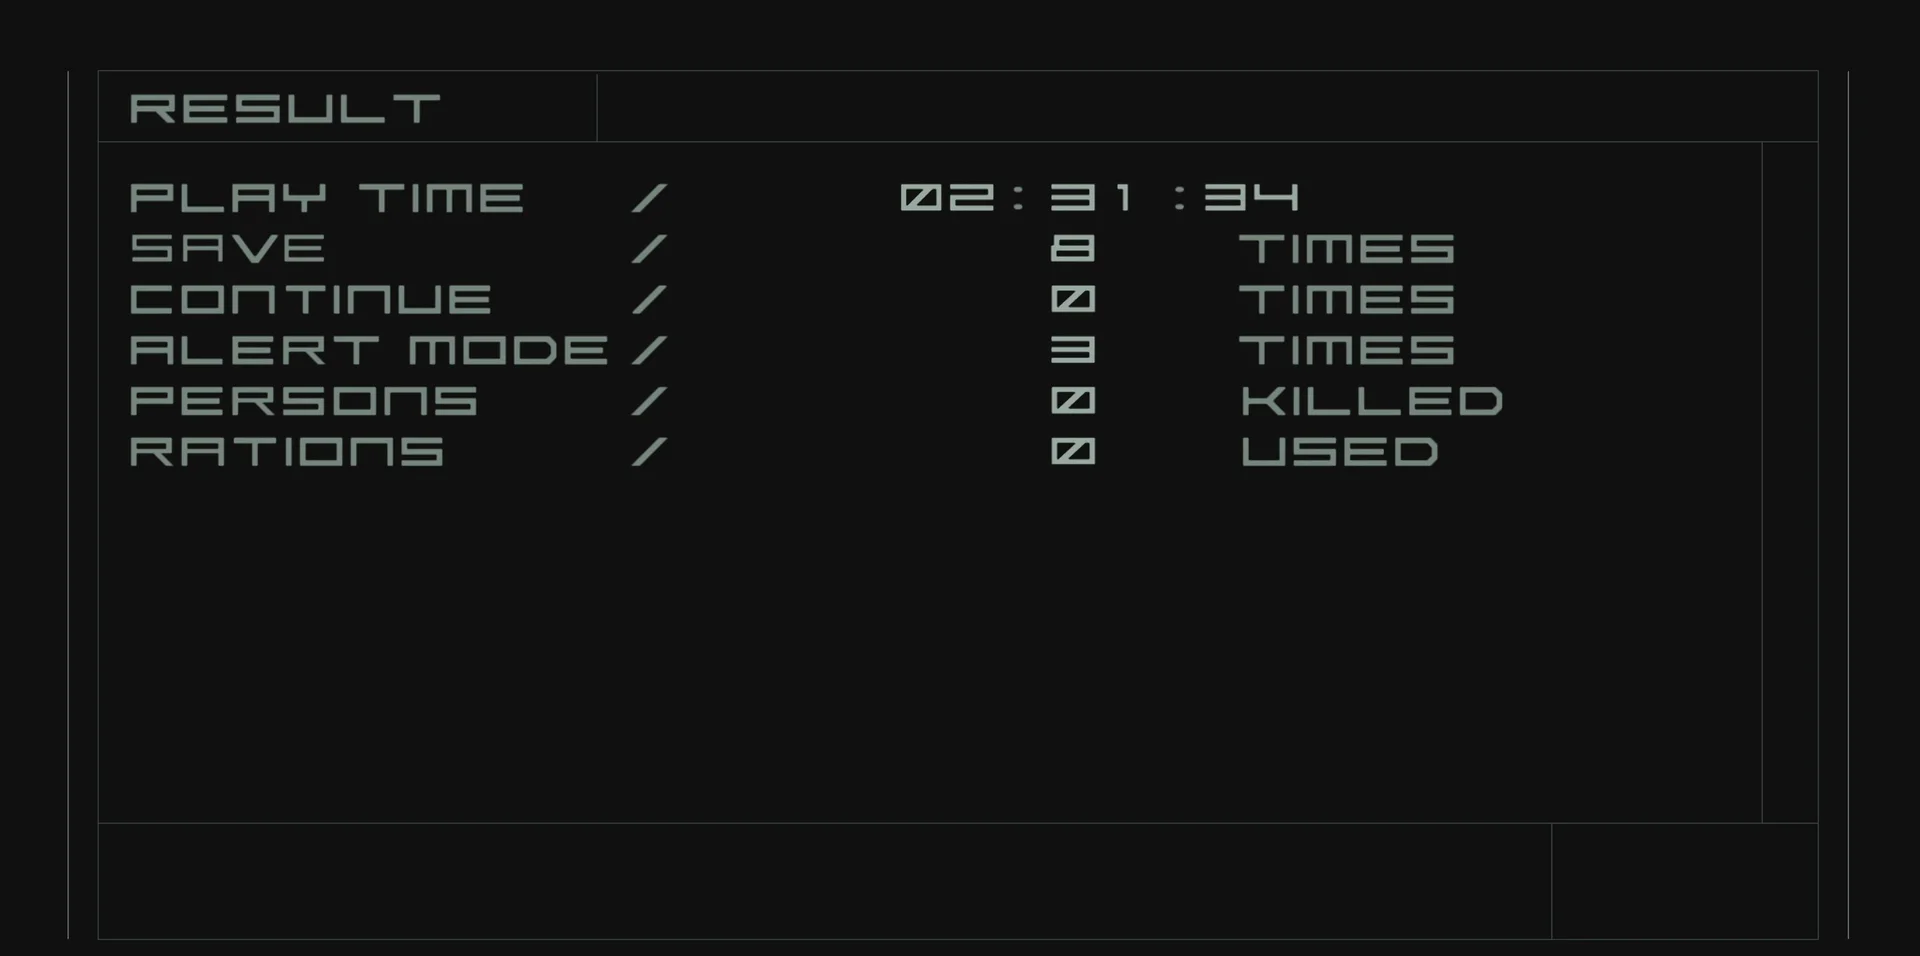 RESULT
PLAY TIME / 02:31:34
SAVE / 8 TIMES
CONTINUE / 0 TIMES
ALERT MODE / 3 TIMES
PERSONS / 0 KILLED
RATIONS / 0 USED